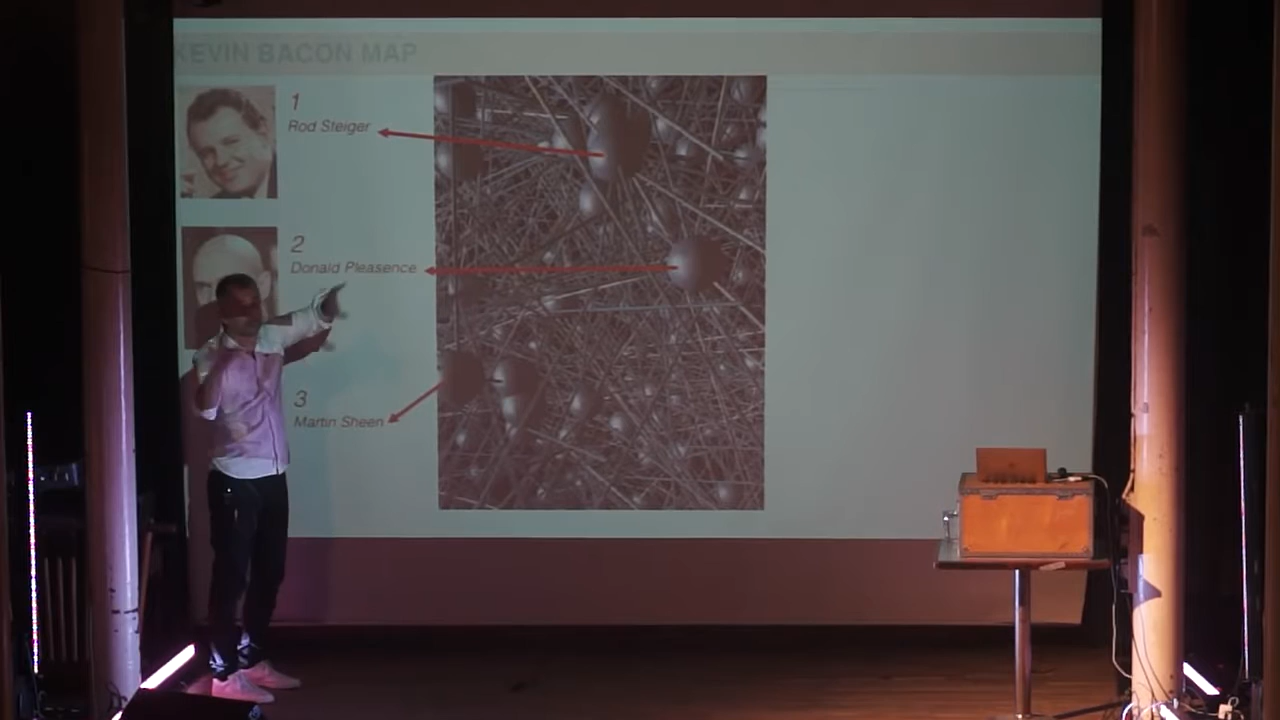 KEVIN BACON MAP
1
Rod Steiger
2
Donald Pleasence
3
Martin Sheen